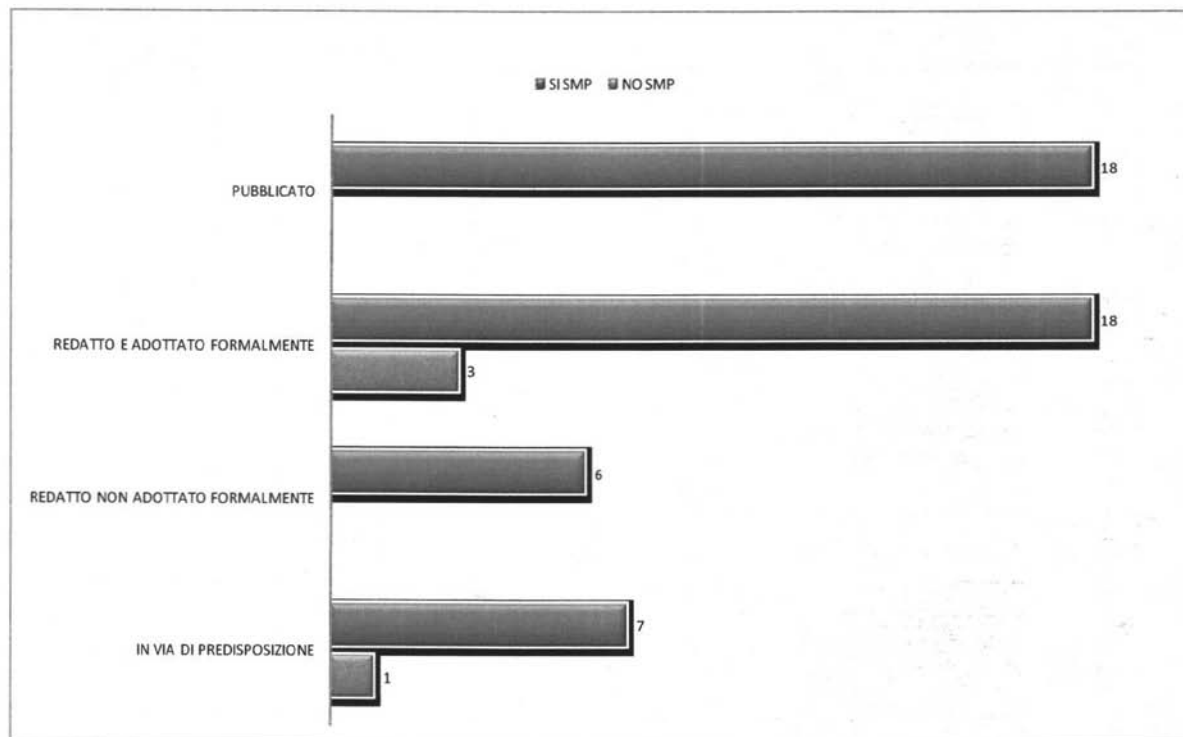 SI SMP NO SMP
PUBBLICATO
18
REDATTO E ADOTTATO FORMALMENTE
18
3
REDATTO NON ADOTTATO FORMALMENTE
6
IN VIA DI PREDISPOSIZIONE
7
1